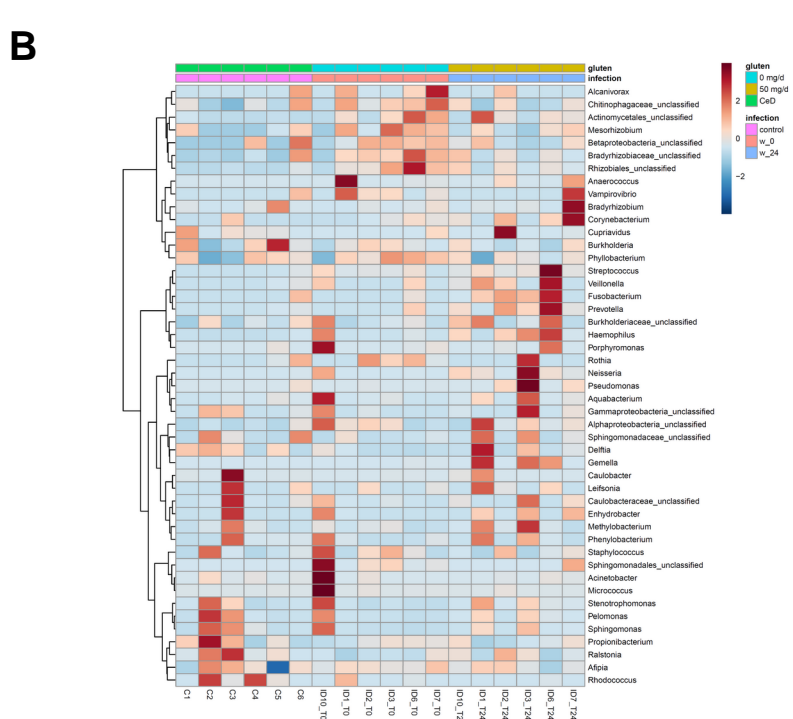 B
gluten
infection
Alcanivorax
Chitinophagaceae_unclassified
Actinomycetales_unclassified
Mesorhizobium
Betaproteobacteria_unclassified
Bradyrhizobiaceae_unclassified
Rhizobiales_unclassified
Anaerococcus
Vampirovibrio
Bradyrhizobium
Corynebacterium
Cupriavidus
Burkholderia
Phyllobacterium
Streptococcus
Veillonella
Fusobacterium
Prevotella
Burkholderiaceae_unclassified
Haemophilus
Porphyromonas
Rothia
Neisseria
Pseudomonas
Aquabacterium
Gammaproteobacteria_unclassified
Alphaproteobacteria_unclassified
Sphingomonadaceae_unclassified
Delftia
Gemella
Caulobacter
Leifsonia
Caulobacteraceae_unclassified
Enhydrobacter
Methylobacterium
Phenylobacterium
Staphylococcus
Sphingomonadales_unclassified
Acinetobacter
Micrococcus
Stenotrophomonas
Pelomonas
Sphingomonas
Propionibacterium
Ralstonia
Afipia
Rhodococcus
C1
C2
C3
C4
C5
C6
ID10_T0
ID1_T0
ID2_T0
ID3_T0
ID6_T0
ID7_T0
ID10_T2
ID1_T24
ID2_T24
ID3_T24
ID6_T24
ID7_T24
2
0
−2
gluten
0 mg/d
50 mg/d
CeD
infection
control
w_0
w_24